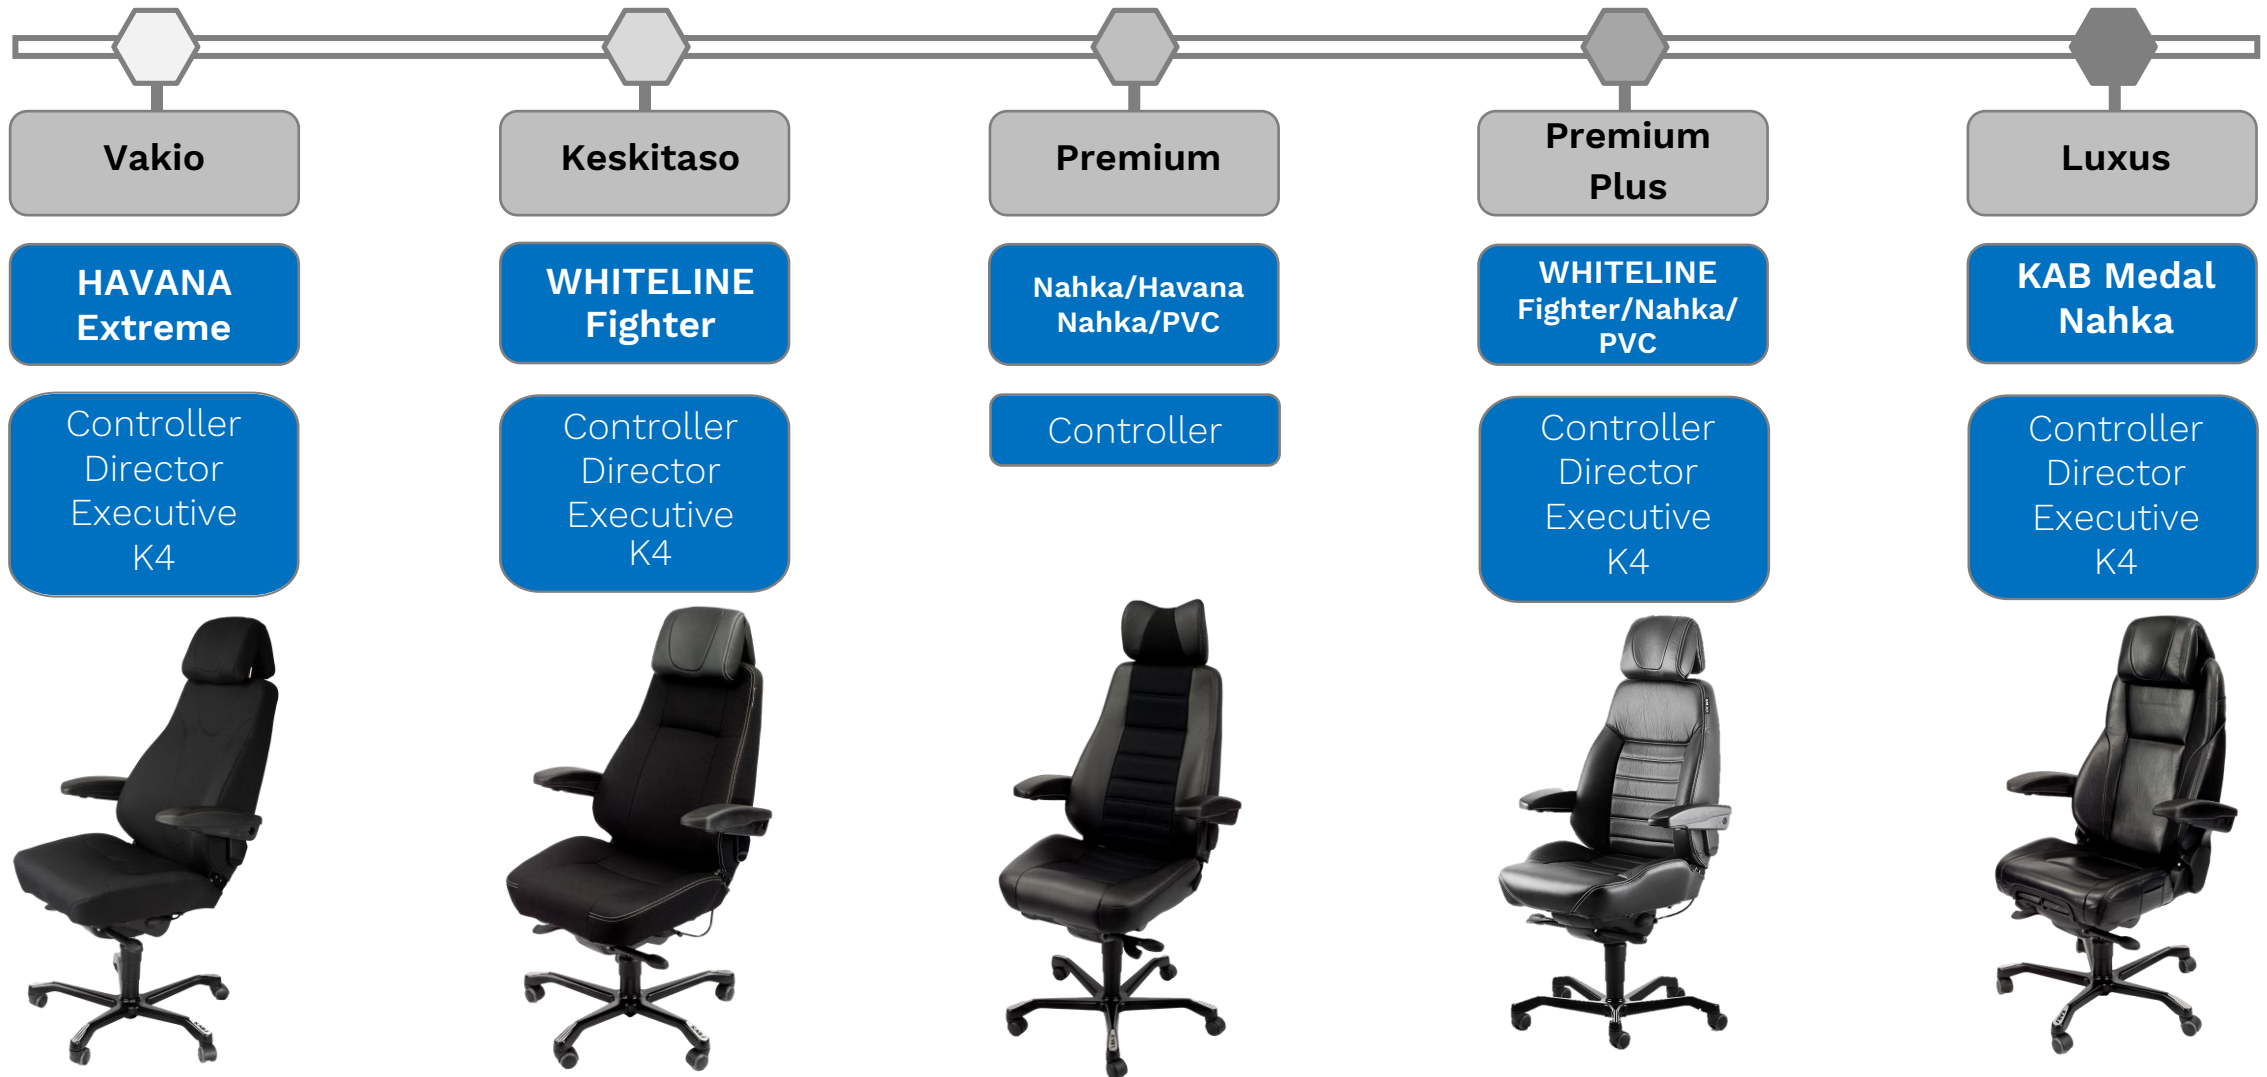 Vakio
Keskitaso
Premium
Premium
Plus
Luxus
HAVANA
Extreme
WHITELINE
Fighter
Nahka/Havana
Nahka/PVC
WHITELINE
Fighter/Nahka/
PVC
KAB Medal
Nahka
Controller
Director
Executive
K4
Controller
Director
Executive
K4
Controller
Controller
Director
Executive
K4
Controller
Director
Executive
K4